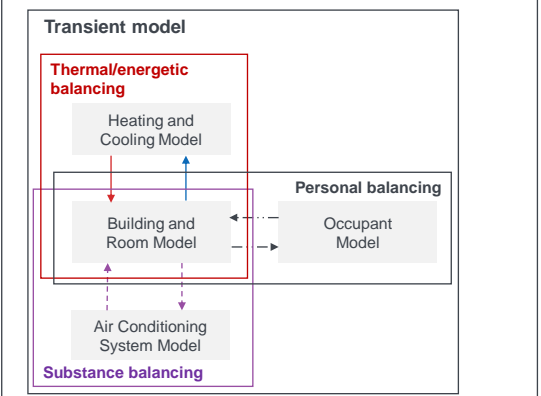 Transient model
Thermal/energetic
balancing
Heating and
Cooling Model
Personal balancing
Building and
Room Model
Occupant
Model
Air Conditioning
System Model
Substance balancing